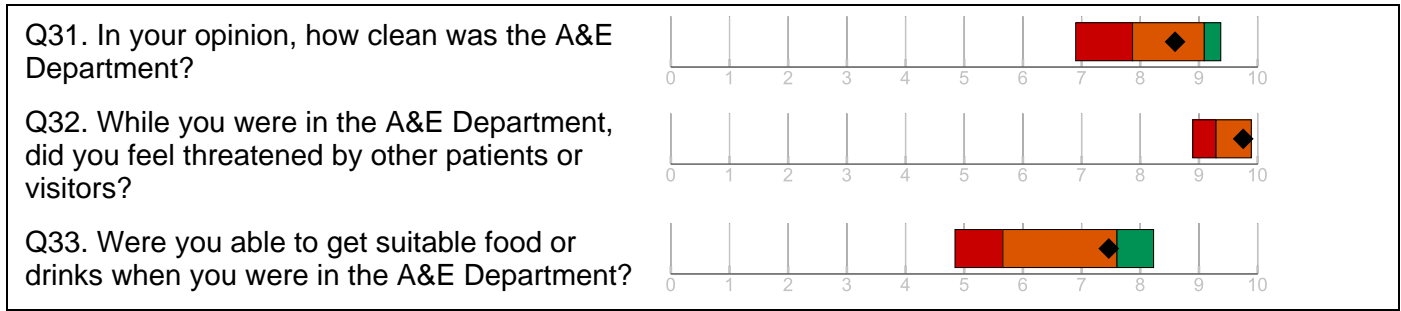 Q31. In your opinion, how clean was the A&E
Department?
0 1 2 3 4 5 6 7 8 9 10
Q32. While you were in the A&E Department,
did you feel threatened by other patients or
visitors?
0 1 2 3 4 5 6 7 8 9 10
Q33. Were you able to get suitable food or
drinks when you were in the A&E Department?
0 1 2 3 4 5 6 7 8 9 10